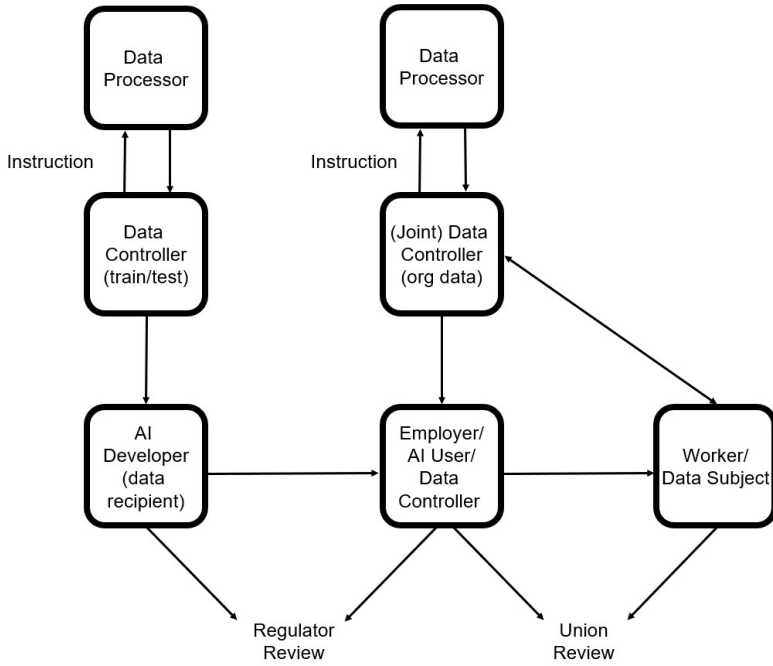 Data
Processor
Data
Processor
Instruction
Instruction
Data
Controller
(train/test)
(Joint) Data
Controller
(org data)
AI
Developer
(data
recipient)
Employer/
AI User/
Data
Controller
Worker/
Data Subject
Regulator
Review
Union
Review